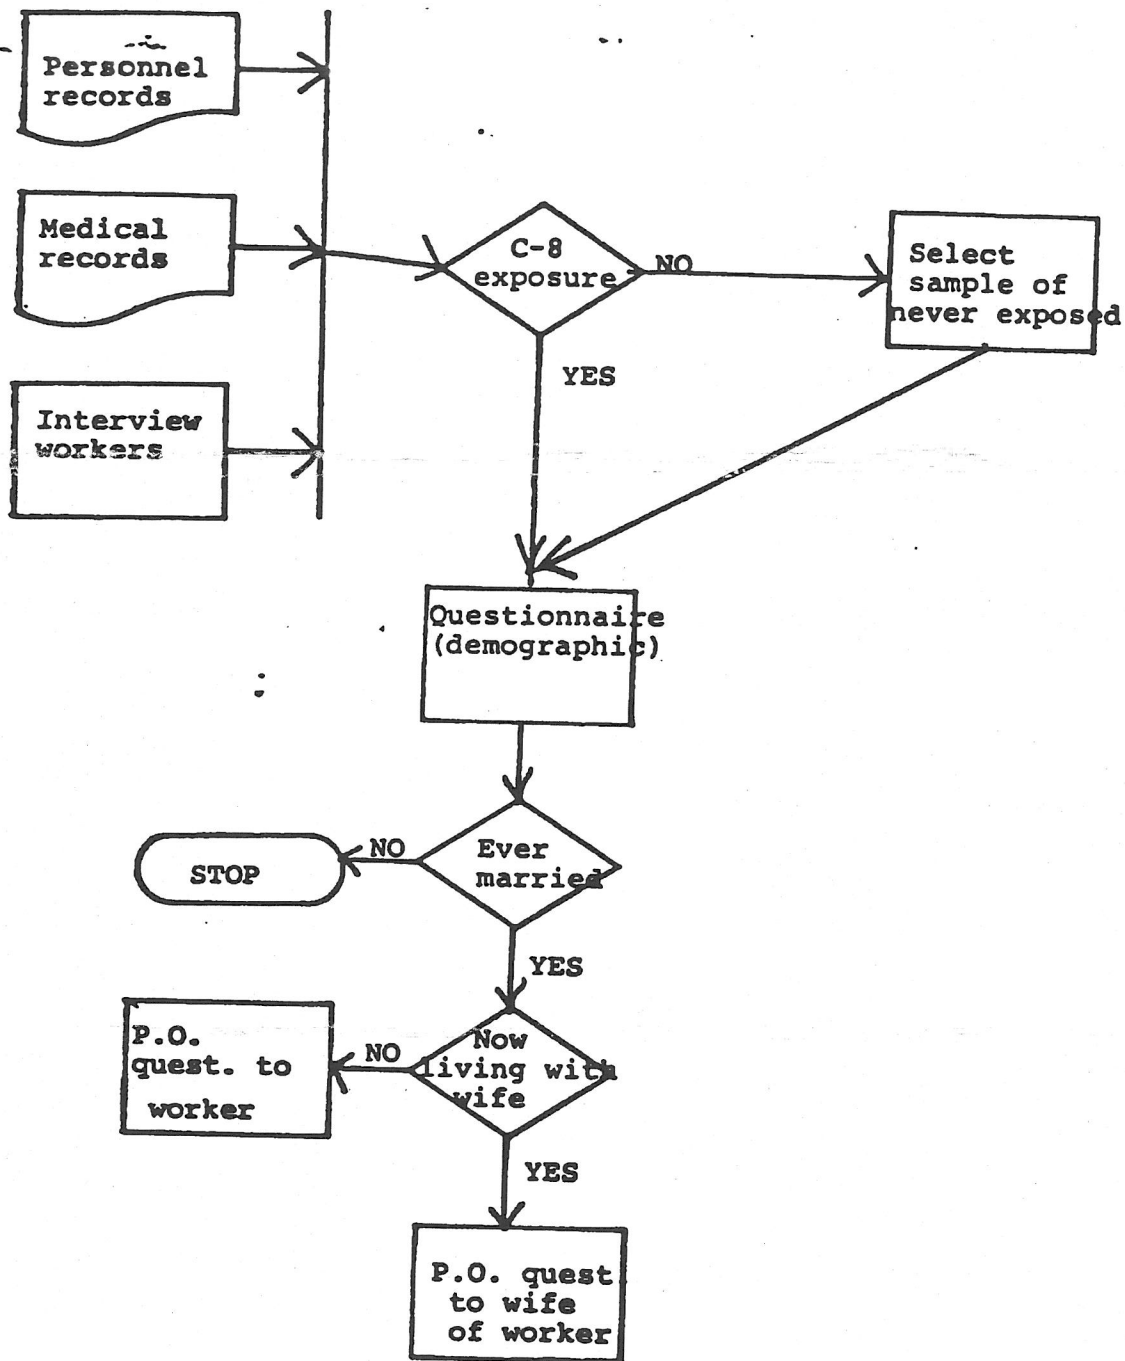 Personnel
records
Medical
records
Interview
workers
C-8
exposure
NO
Select
sample of
never exposed
YES
Questionnaire
(demographic)
Ever
married
NO
STOP
YES
Now
living with
wife
NO
P.O.
quest. to
worker
YES
P.O. quest
to wife
of worker